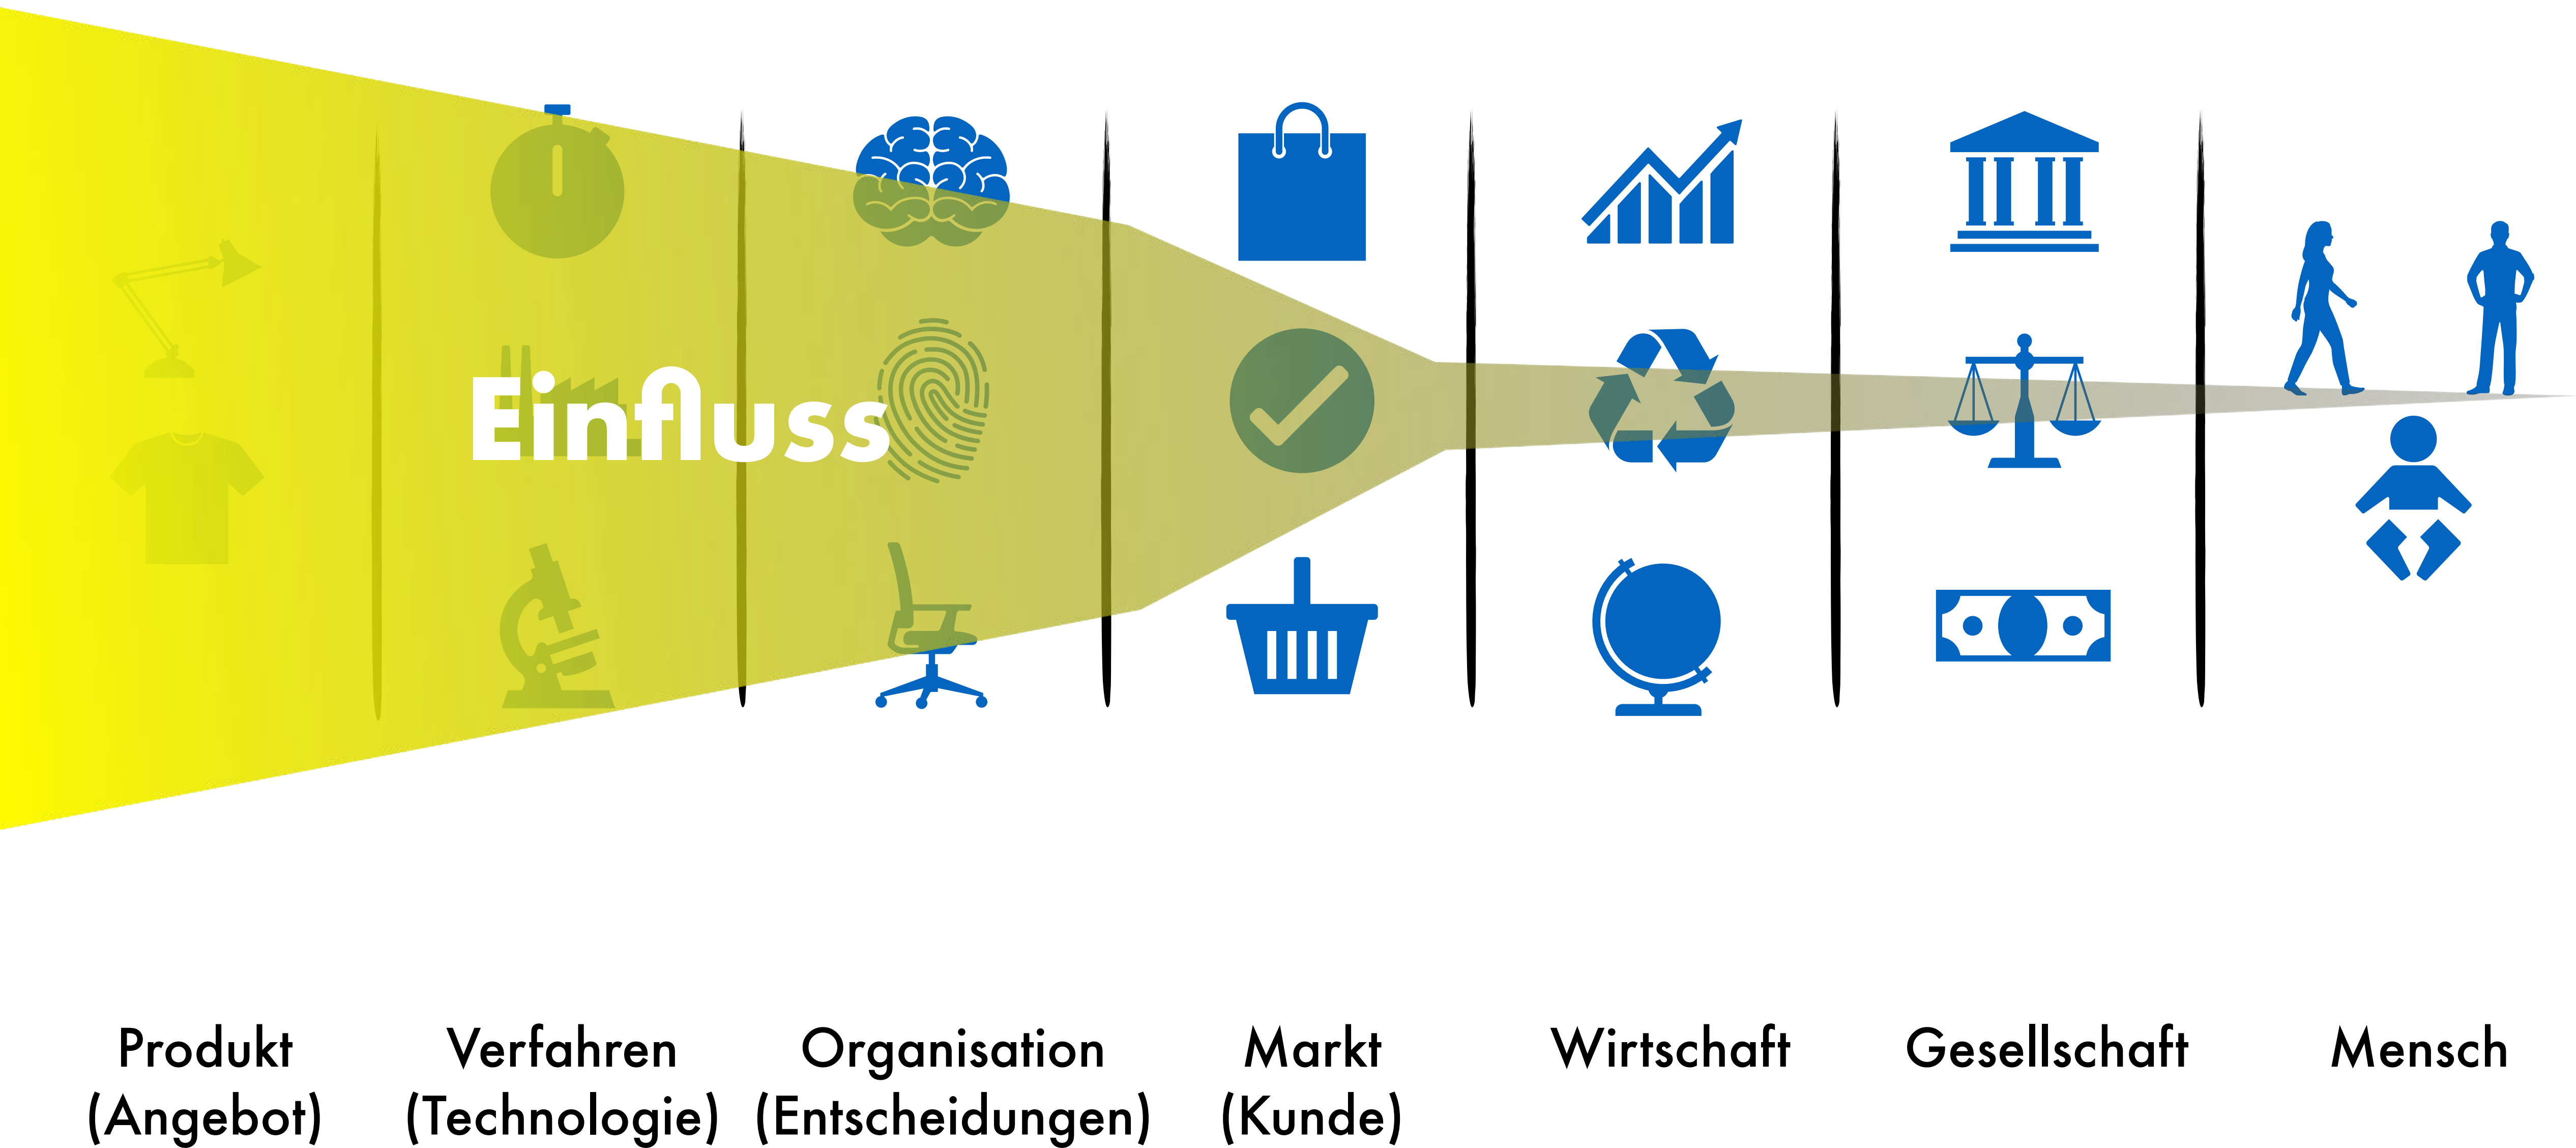 Einfluss
Produkt
(Angebot)
Verfahren
(Technologie)
Organisation
(Entscheidungen)
Markt
(Kunde)
Wirtschaft
Gesellschaft
Mensch